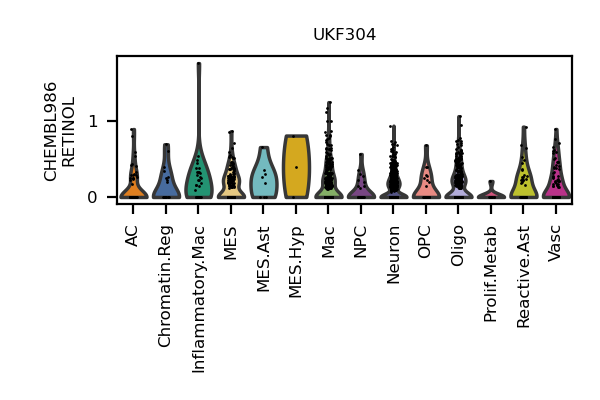 UKF304
CHEMBL986
RETINOL
1
0
AC
Chromatin.Reg
Inflammatory.Mac
MES
MES.Ast
MES.Hyp
Mac
NPC
Neuron
OPC
Oligo
Prolif.Metab
Reactive.Ast
Vasc